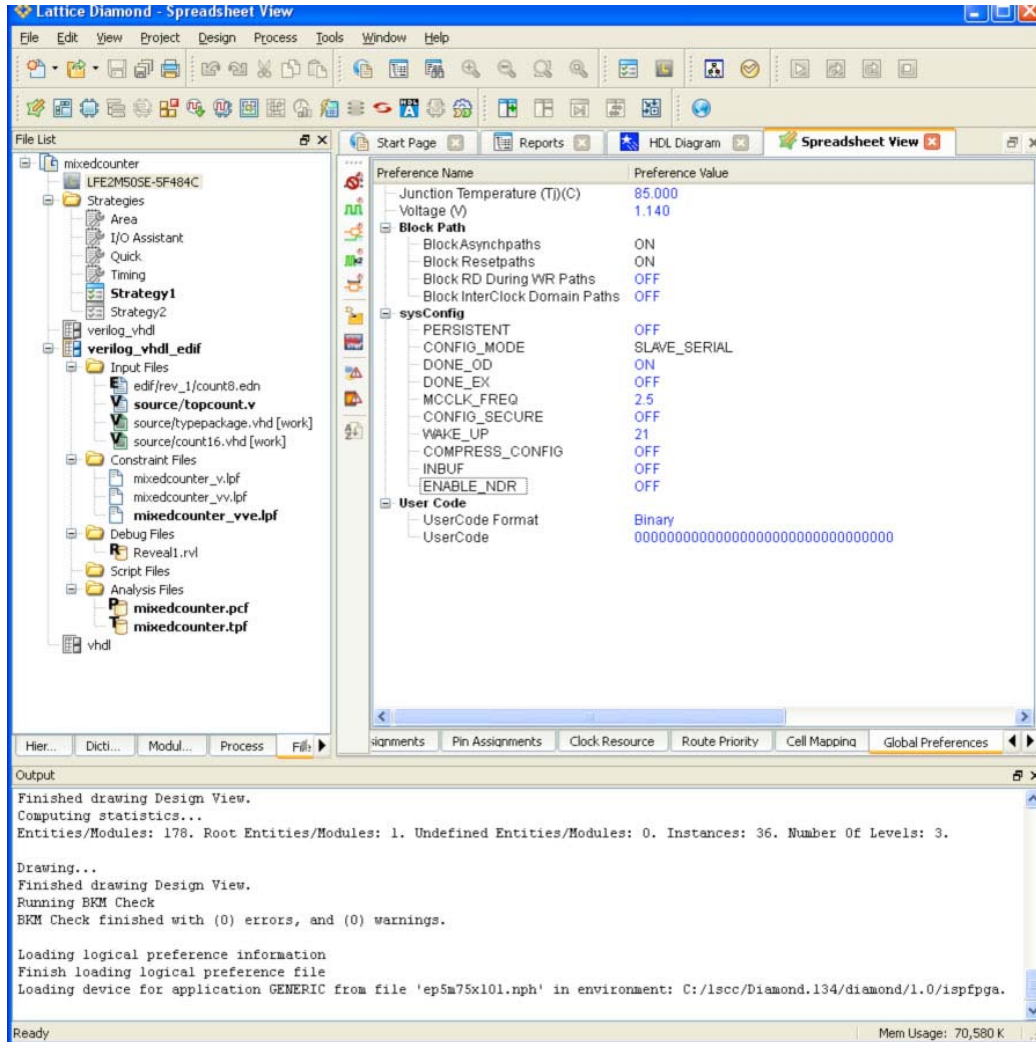 Lattice Diamond - Spreadsheet View
File Edit View Project Design Process Tools Window Help
File List
Start Page Reports HDL Diagram Spreadsheet View
mixedcounter
LFE2M50SE-5F484C
Strategies
Area
I/O Assistant
Quick
Timing
Strategy1
Strategy2
verilog_vhdl
verilog_vhdl_edif
Input Files
edif/rev_1/count8.edn
source/topcount.v
source/typepackage.vhd [work]
source/count16.vhd [work]
Constraint Files
mixedcounter_v.lpf
mixedcounter_vv.lpf
mixedcounter_vve.lpf
Debug Files
Reveal1.rvl
Script Files
Analysis Files
mixedcounter.pcf
mixedcounter.tpf
vhdl
Hier... Dicti... Modul... Process
Preference Name Preference Value
Junction Temperature (Tj)(C) 85.000
Voltage (V) 1.140
Block Path
Block Asynchpaths ON
Block Resetpaths ON
Block RD During WR Paths OFF
Block InterClock Domain Paths OFF
sysConfig
PERSISTENT OFF
CONFIG_MODE SLAVE_SERIAL
DONE_OD ON
DONE_EX OFF
MCCLK_FREQ 2.5
CONFIG_SECURE OFF
WAKE_UP 21
COMPRESS_CONFIG OFF
INBUF OFF
ENABLE_NDR OFF
User Code
UserCode Format Binary
UserCode 00000000000000000000000000000000
Pin Assignments Clock Resource Route Priority Cell Mapping Global Preferences
Output
Finished drawing Design View.
Computing statistics...
Entities/Modules: 178. Root Entities/Modules: 1. Undefined Entities/Modules: 0. Instances: 36. Number Of Levels: 3.
Drawing...
Finished drawing Design View.
Running BKM Check
BKM Check finished with (0) errors, and (0) warnings.
Loading logical preference information
Finish loading logical preference file
Loading device for application GENERIC from file 'ep5m75x101.nph' in environment: C:/lscc/Diamond.134/diamond/1.0/ispfpga.
Ready Mem Usage: 70,580 K